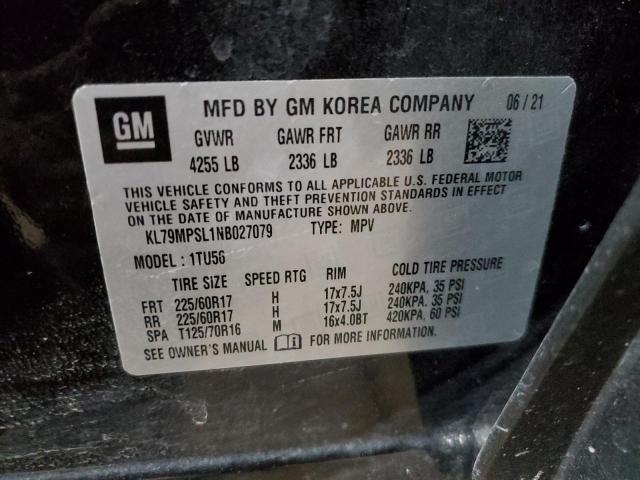 GM
MFD BY GM KOREA COMPANY 06 / 21
GVWR GAWR FRT GAWR RR
4255 LB 2336 LB 2336 LB
THIS VEHICLE CONFORMS TO ALL APPLICABLE U.S. FEDERAL MOTOR
VEHICLE SAFETY AND THEFT PREVENTION STANDARDS IN EFFECT
ON THE DATE OF MANUFACTURE SHOWN ABOVE.
KL79MPSL1NB027079 TYPE: MPV
MODEL : 1TU56
TIRE SIZE SPEED RTG RIM COLD TIRE PRESSURE
FRT 225/60R17 H 17x7.5J 240KPA, 35 PSI
RR 225/60R17 H 17x7.5J 240KPA, 35 PSI
SPA T125/70R16 M 16x4.0BT 420KPA, 60 PSI
SEE OWNER'S MANUAL FOR MORE INFORMATION.